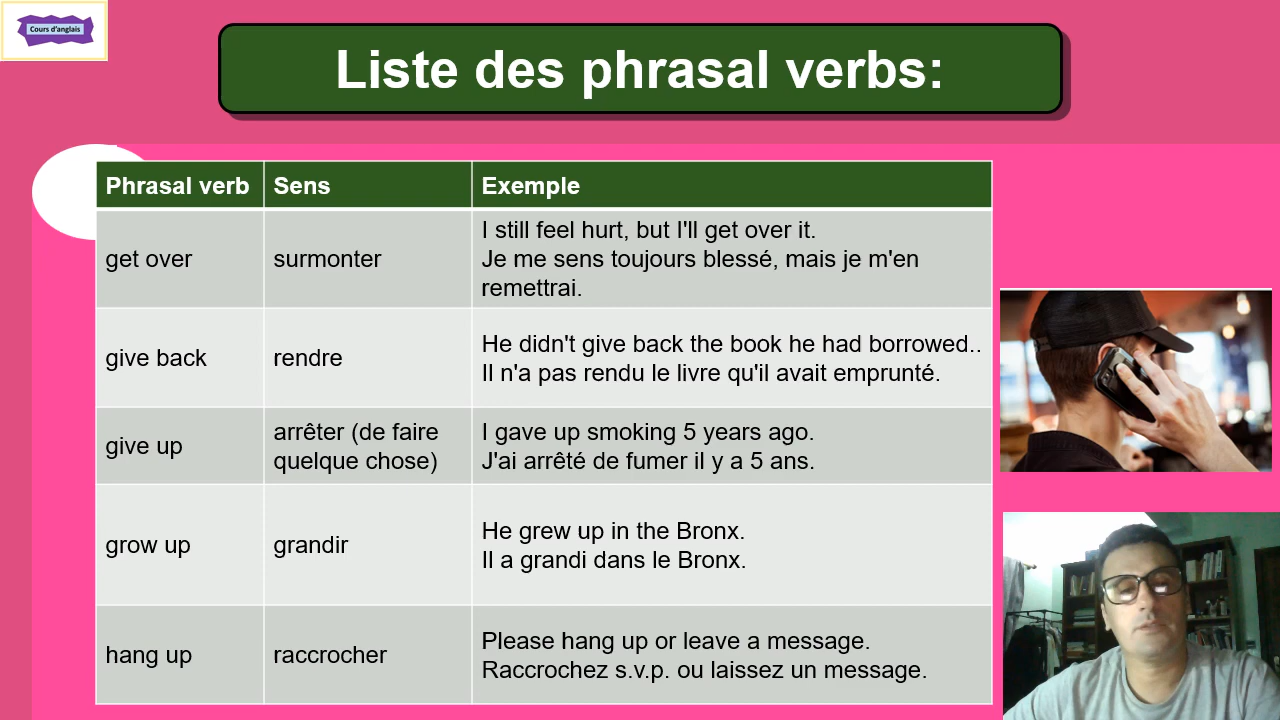 Cours d'anglais
Liste des phrasal verbs:
Phrasal verb Sens Exemple
get over surmonter I still feel hurt, but I'll get over it.
Je me sens toujours blessé, mais je m'en
remettrai.
give back rendre He didn't give back the book he had borrowed..
Il n'a pas rendu le livre qu'il avait emprunté.
give up arrêter (de faire
quelque chose) I gave up smoking 5 years ago.
J'ai arrêté de fumer il y a 5 ans.
grow up grandir He grew up in the Bronx.
Il a grandi dans le Bronx.
hang up raccrocher Please hang up or leave a message.
Raccrochez s.v.p. ou laissez un message.